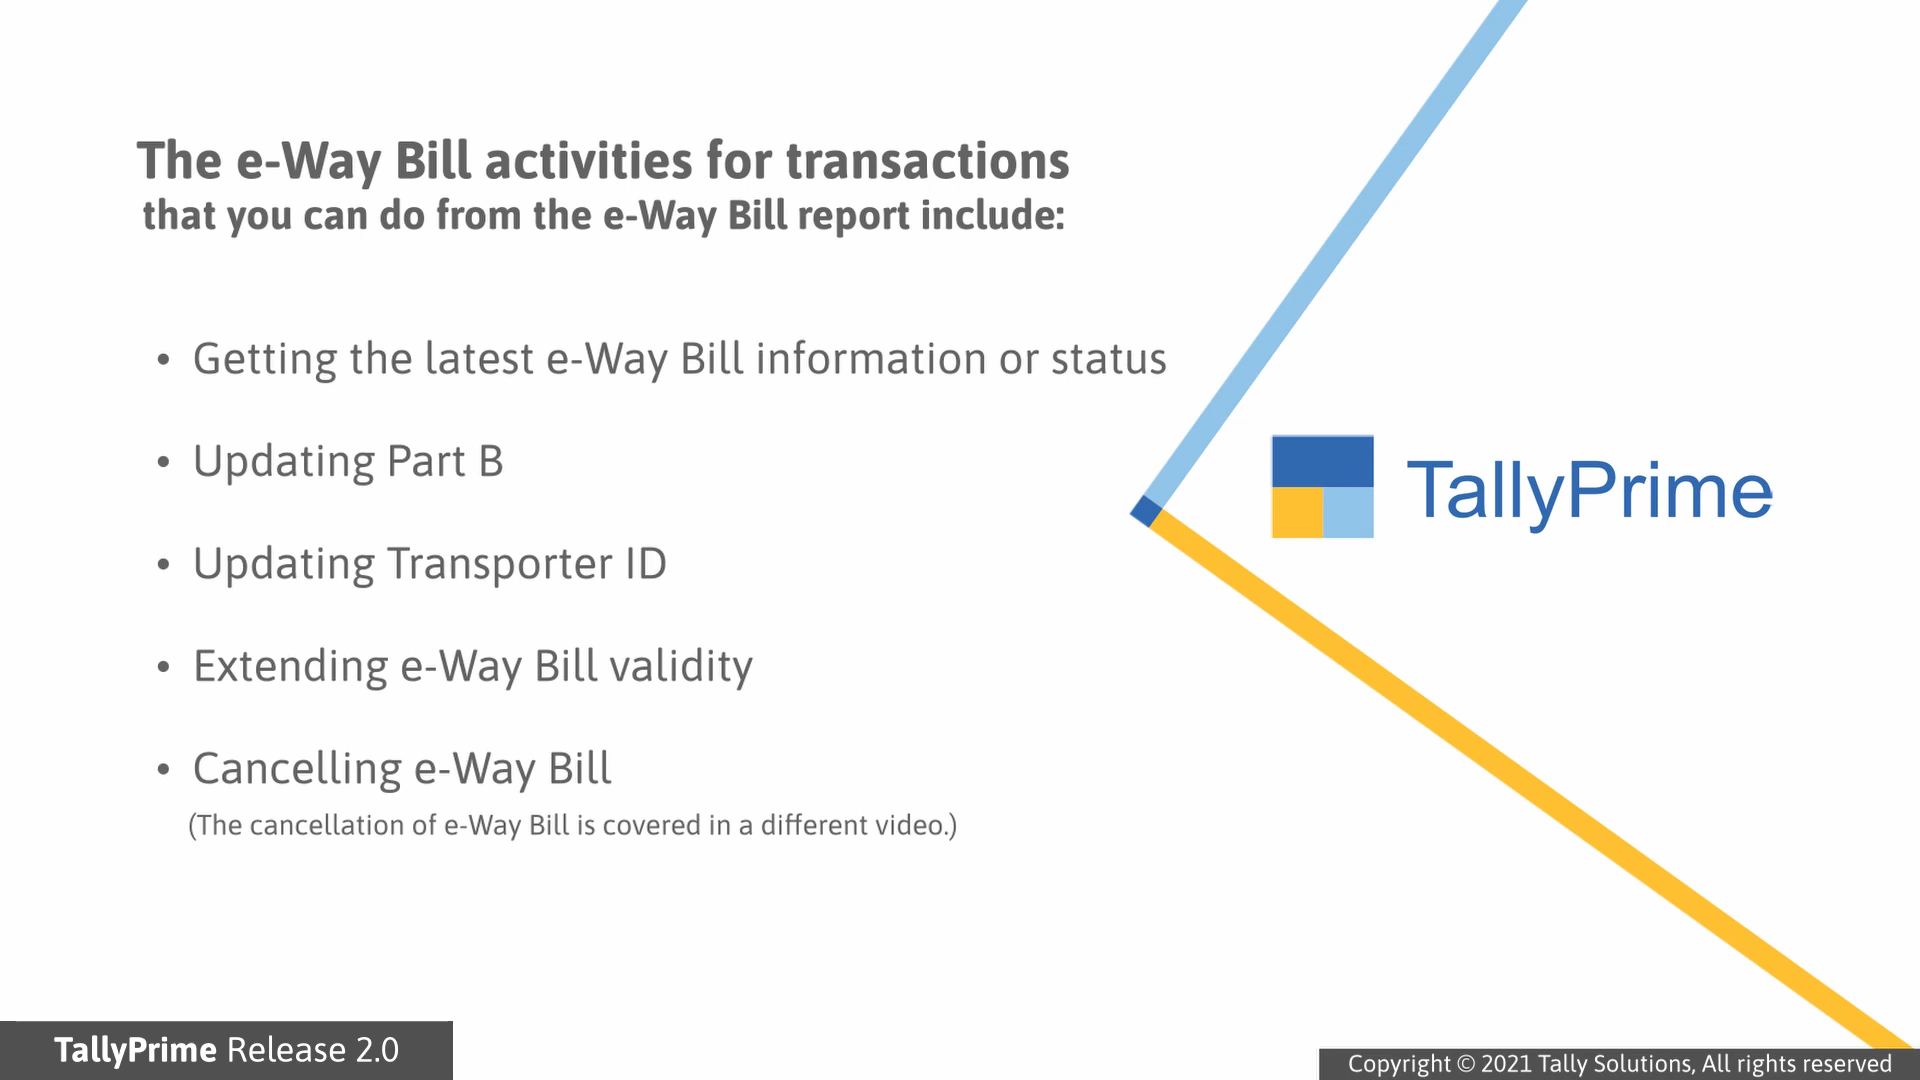 The e-Way Bill activities for transactions
that you can do from the e-Way Bill report include:
• Getting the latest e-Way Bill information or status
• Updating Part B
• Updating Transporter ID
• Extending e-Way Bill validity
• Cancelling e-Way Bill
(The cancellation of e-Way Bill is covered in a different video.)
TallyPrime
TallyPrime Release 2.0
Copyright © 2021 Tally Solutions, All rights reserved